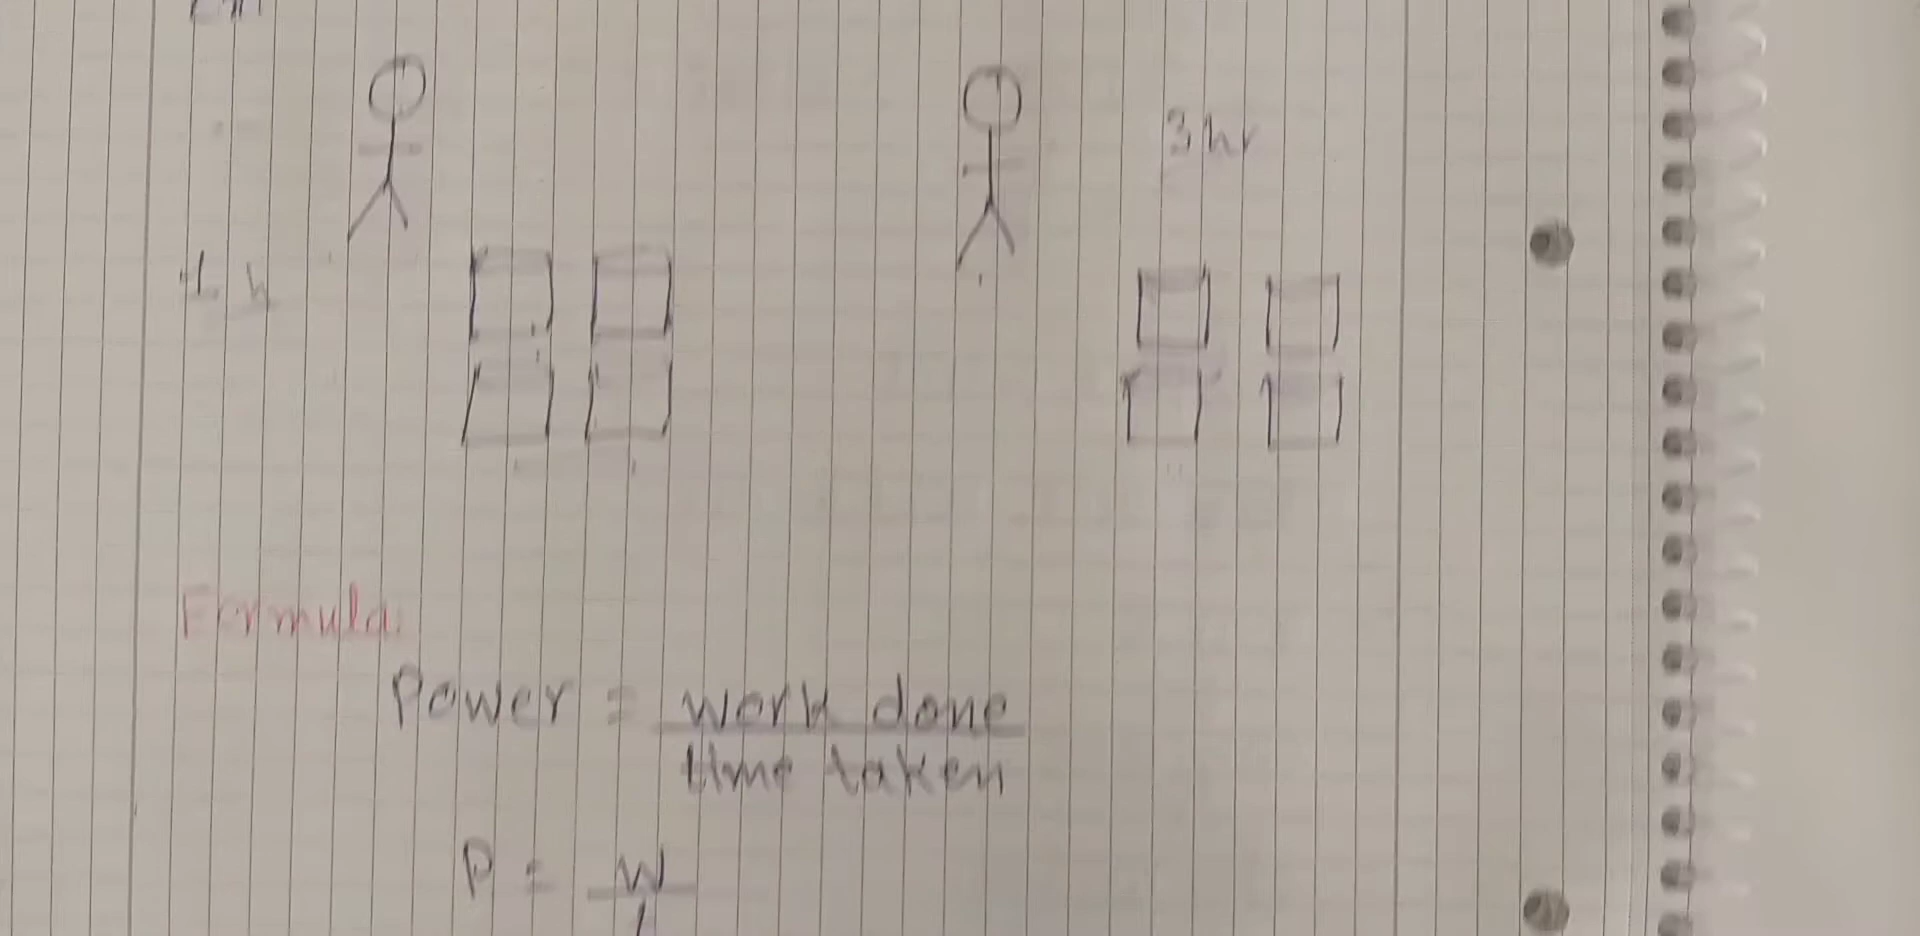 3 hr
1 h
Formula:
Power = work done
time taken
P = W